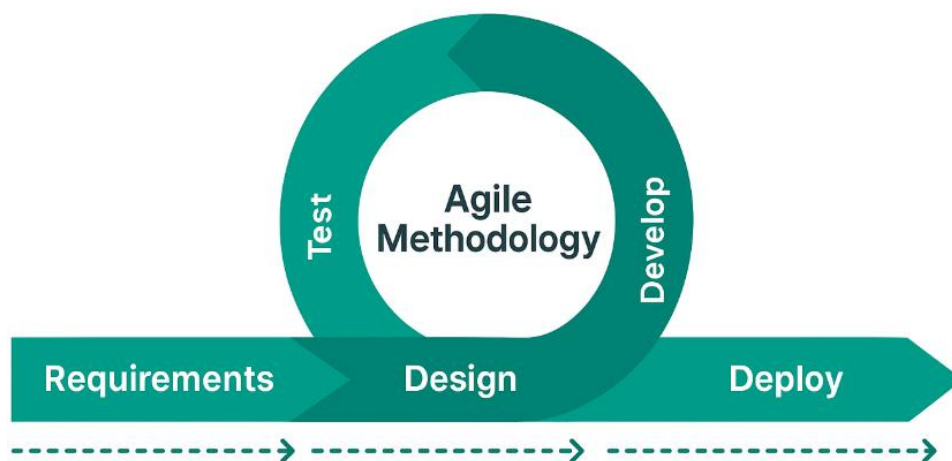 Agile
Methodology
Test
Develop
Requirements
Design
Deploy